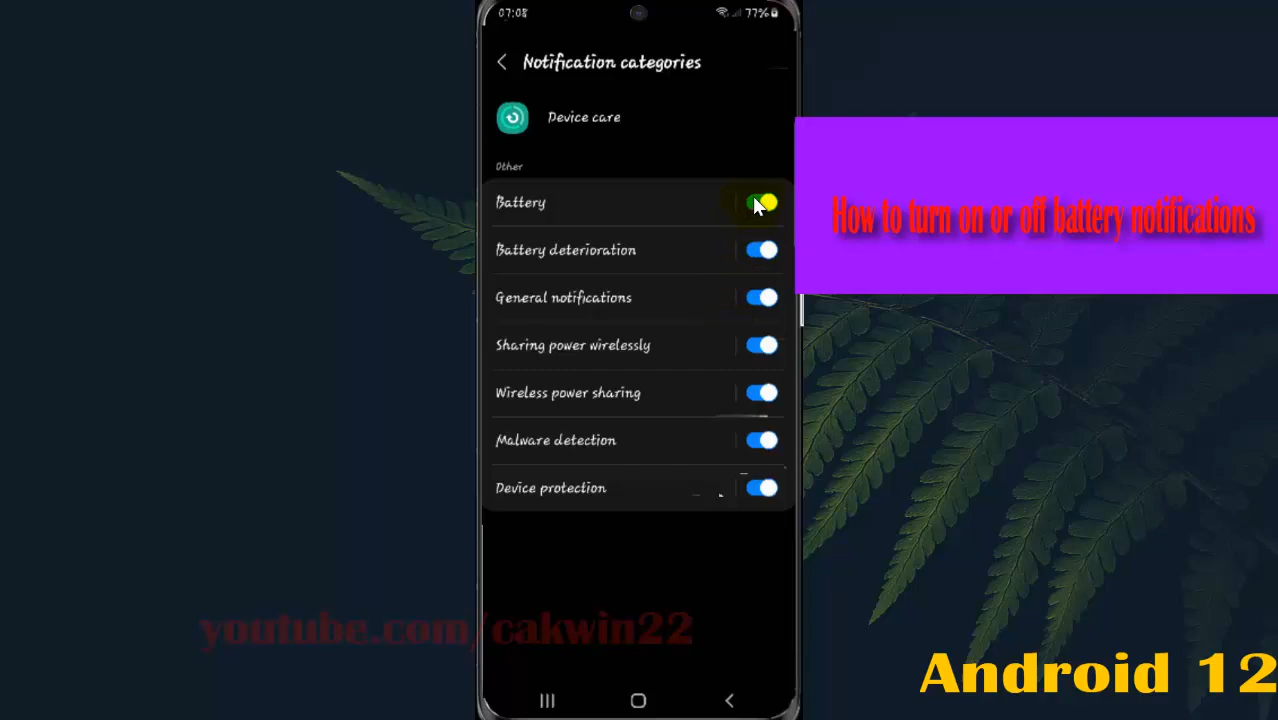 07:08
77%
Notification categories
Device care
Other
Battery
Battery deterioration
General notifications
Sharing power wirelessly
Wireless power sharing
Malware detection
Device protection
How to turn on or off battery notifications
youtube.com/cakwin22
Android 12